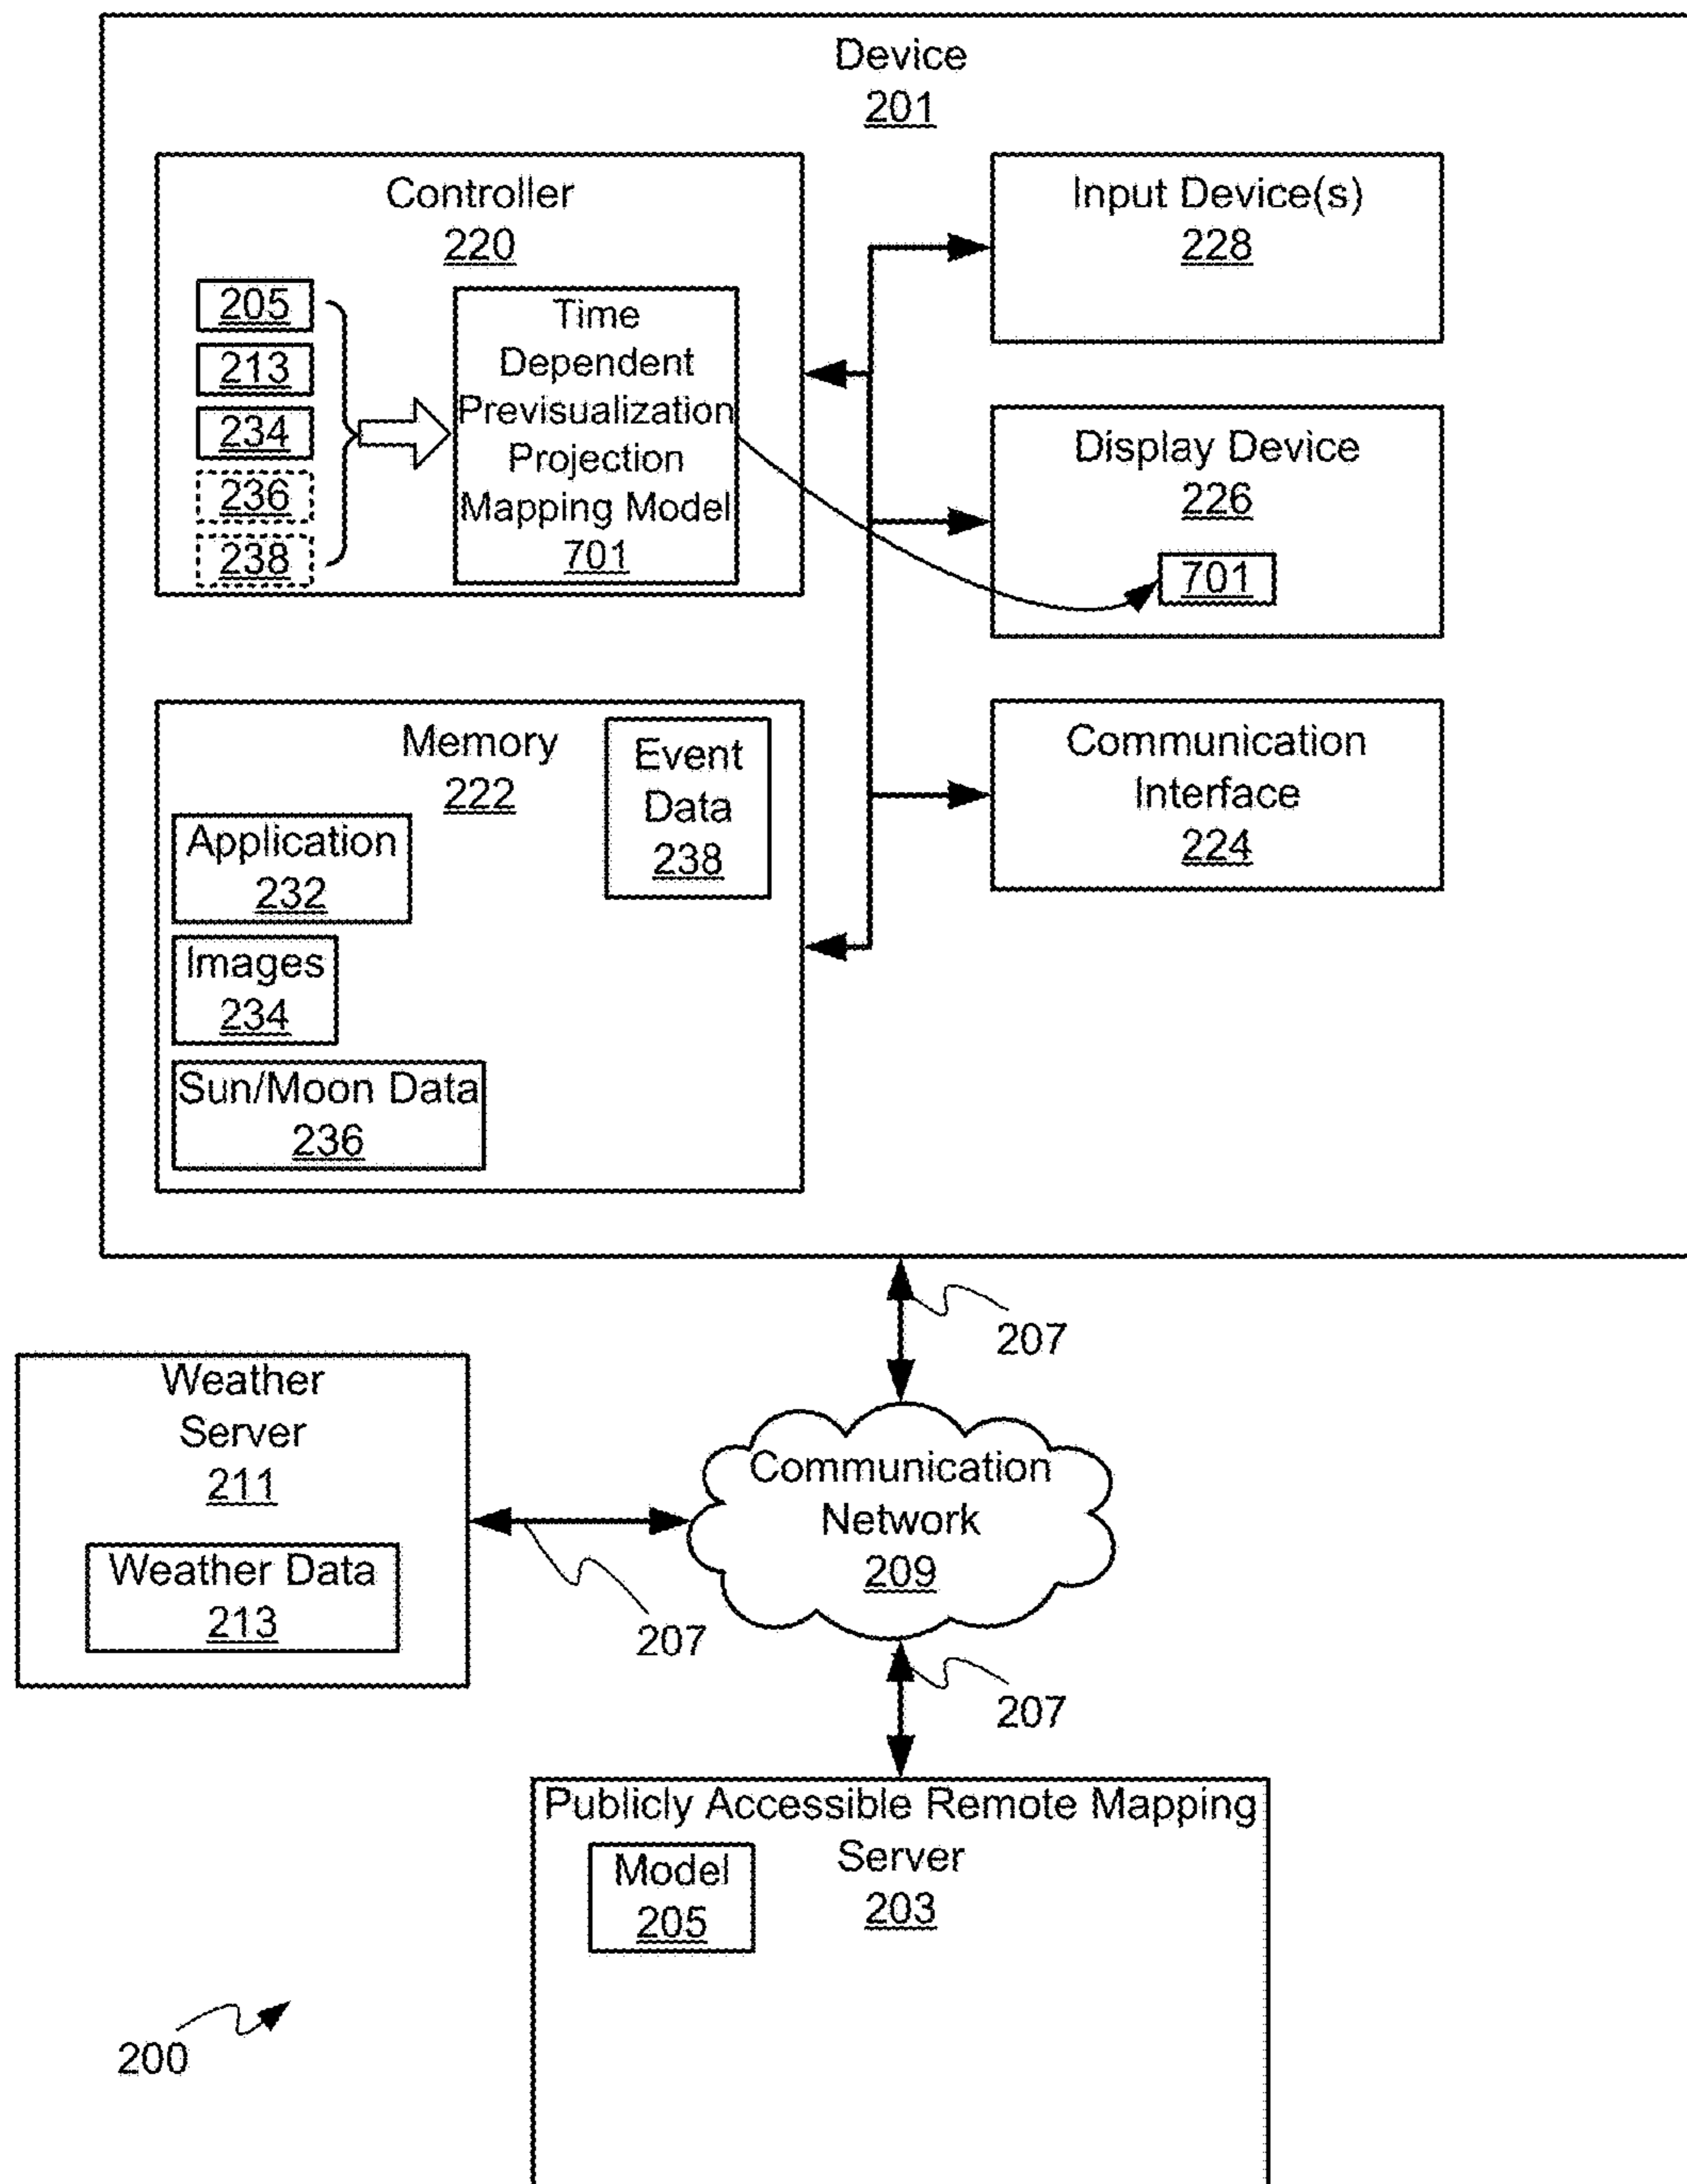 Device
201
Controller
220
205
213
234
236
238
Time
Dependent
Previsualization
Projection
Mapping Model
701
Input Device(s)
228
Display Device
226
701
Memory
222
Event
Data
238
Application
232
Images
234
Sun/Moon Data
236
Communication
Interface
224
207
Weather
Server
211
Weather Data
213
207
Communication
Network
209
207
Publicly Accessible Remote Mapping
Server
203
Model
205
200